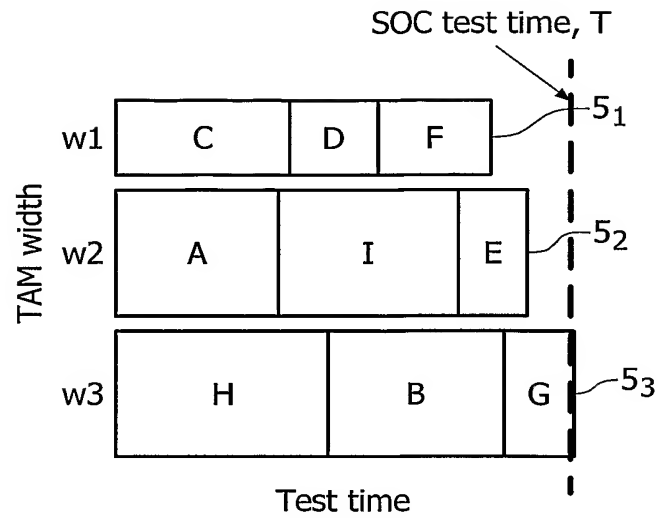 SOC test time, T
w1 C D F 5₁
w2 A I E 5₂
w3 H B G 5₃
TAM width
Test time